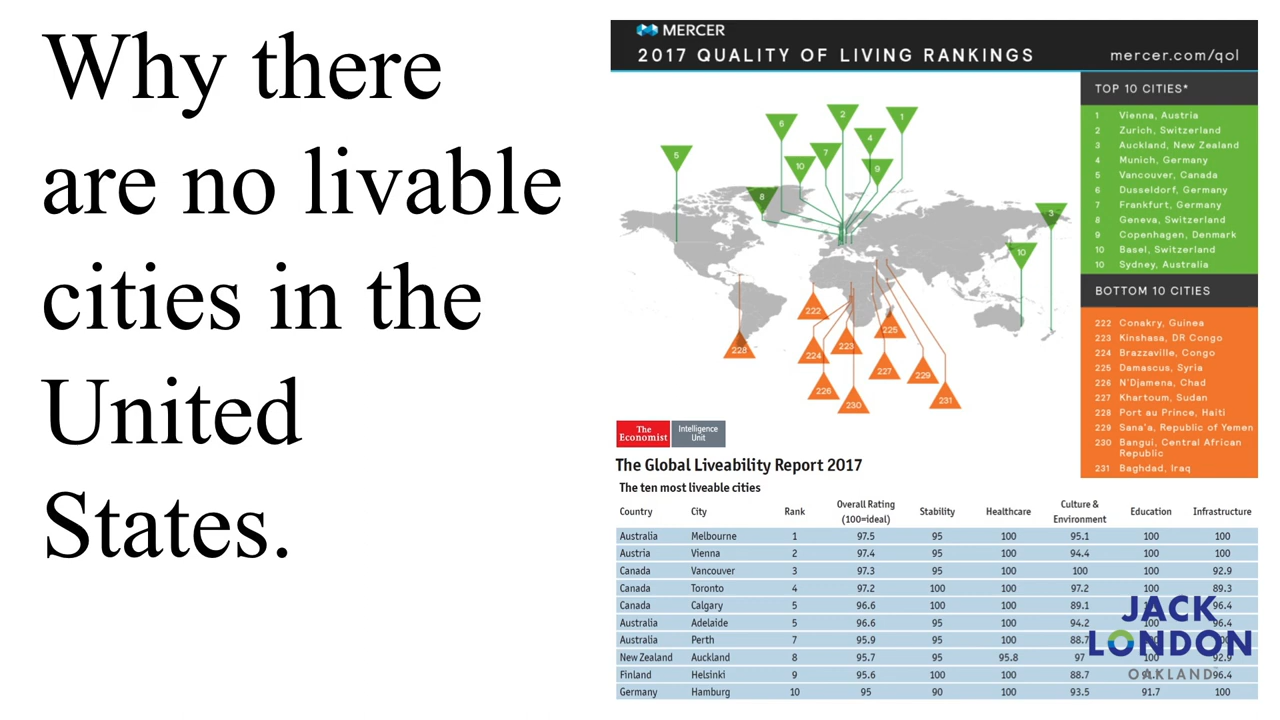 Why there
are no livable
cities in the
United
States.
MERCER
2017 QUALITY OF LIVING RANKINGS mercer.com/qol
TOP 10 CITIES*
1 Vienna, Austria
2 Zurich, Switzerland
3 Auckland, New Zealand
4 Munich, Germany
5 Vancouver, Canada
6 Dusseldorf, Germany
7 Frankfurt, Germany
8 Geneva, Switzerland
9 Copenhagen, Denmark
10 Basel, Switzerland
10 Sydney, Australia
BOTTOM 10 CITIES
222 Conakry, Guinea
223 Kinshasa, DR Congo
224 Brazzaville, Congo
225 Damascus, Syria
226 N'Djamena, Chad
227 Khartoum, Sudan
228 Port au Prince, Haiti
229 Sana'a, Republic of Yemen
230 Bangui, Central African
Republic
231 Baghdad, Iraq
5
6
2
1
4
7
10
9
8
3
10
222
225
228
224
223
227
229
226
230
231
The
Economist
Intelligence
Unit
The Global Liveability Report 2017
The ten most liveable cities
Country City Rank Overall Rating (100=ideal) Stability Healthcare Culture & Environment Education Infrastructure
Australia Melbourne 1 97.5 95 100 95.1 100 100
Austria Vienna 2 97.4 95 100 94.4 100 100
Canada Vancouver 3 97.3 95 100 100 100 92.9
Canada Toronto 4 97.2 100 100 97.2 100 89.3
Canada Calgary 5 96.6 100 100 89.1 100 96.4
Australia Adelaide 5 96.6 95 100 94.2 100 96.4
Australia Perth 7 95.9 95 100 88.7 100 100
New Zealand Auckland 8 95.7 95 95.8 97 100 92.9
Finland Helsinki 9 95.6 100 100 88.7 96.4
Germany Hamburg 10 95 90 100 93.5 91.7 100
JACK
LONDON
OAKLAND